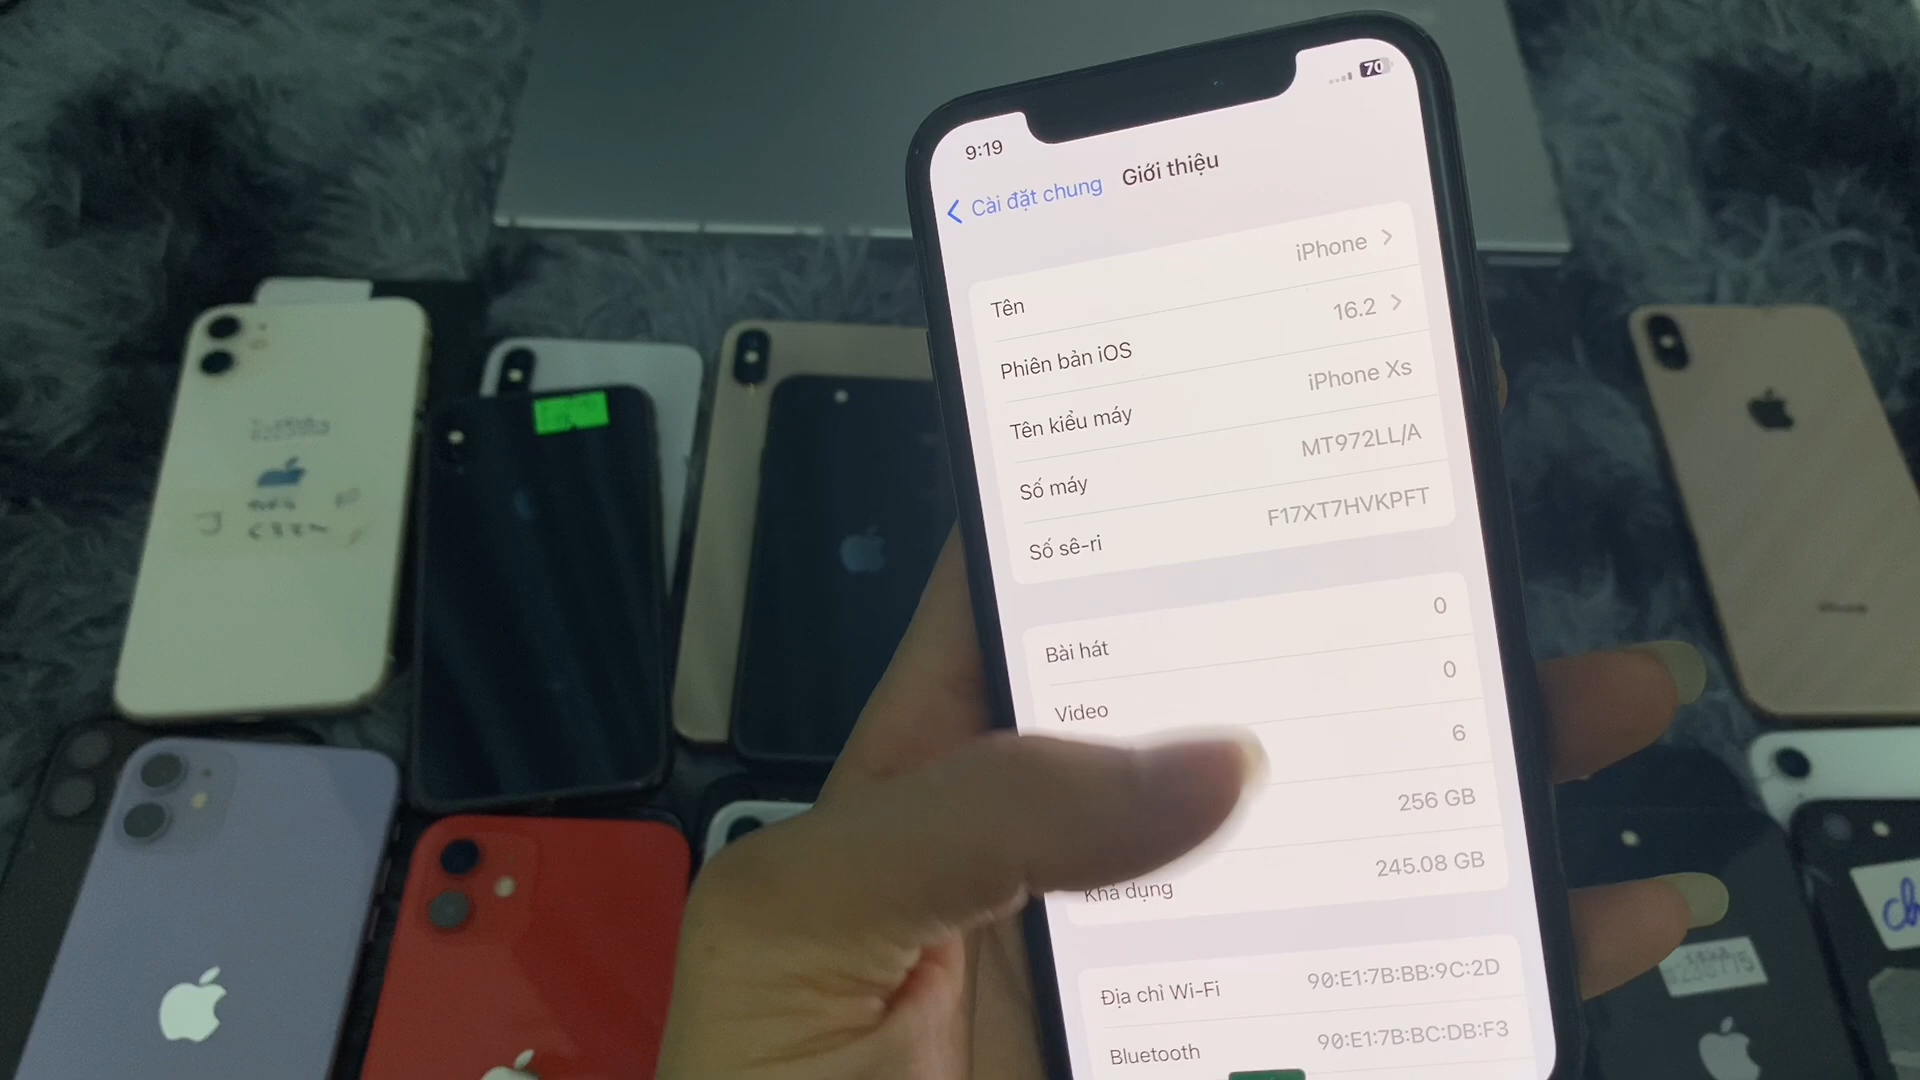 9:19
70
Cài đặt chung
Giới thiệu
Tên
iPhone
Phiên bản iOS
16.2
Tên kiểu máy
iPhone Xs
Số máy
MT972LL/A
Số sê-ri
F17XT7HVKPFT
Bài hát
0
Video
0
6
256 GB
Khả dụng
245.08 GB
Địa chỉ Wi-Fi
90:E1:7B:BB:9C:2D
Bluetooth
90:E1:7B:BC:DB:F3